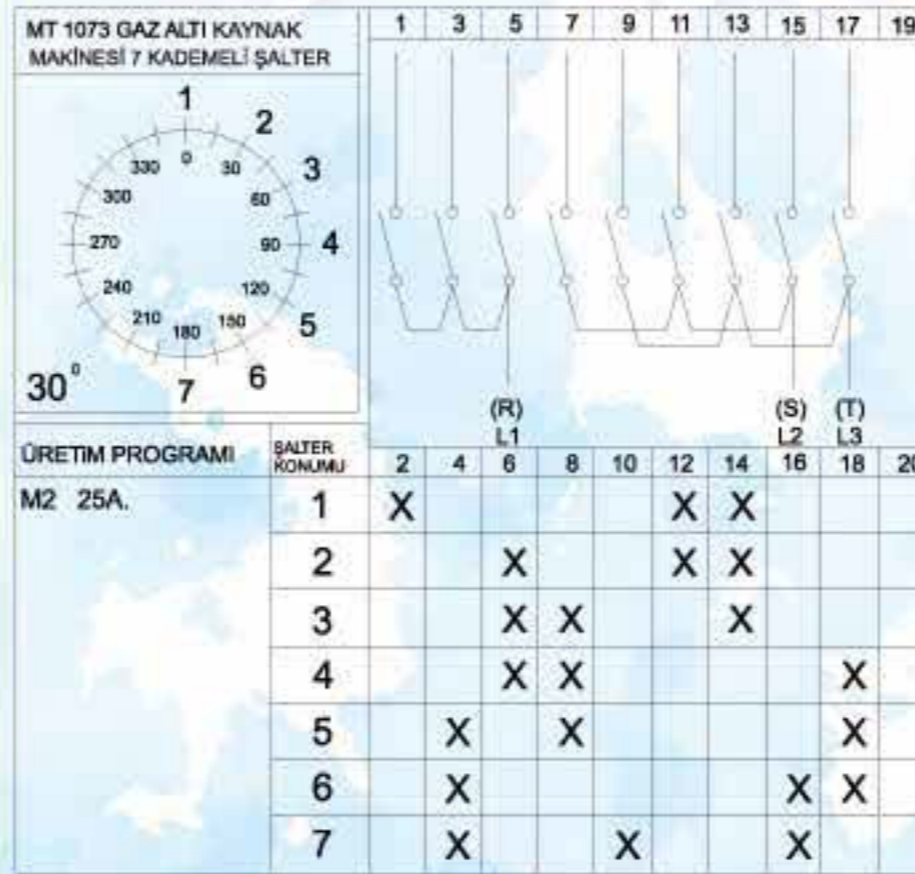 MT 1073 GAZ ALTI KAYNAK
MAKİNESİ 7 KADEMELİ ŞALTER
1
2
3
4
5
6
7
0
30
60
90
120
150
180
210
240
270
300
330
30°
1 3 5 7 9 11 13 15 17 19
(R) (S) (T)
L1 L2 L3
ÜRETİM PROGRAMI
ŞALTER
KONUMU
2 4 6 8 10 12 14 16 18 20
M2 25A.
1 X X X
2 X X X
3 X X X
4 X X X
5 X X X
6 X X X
7 X X X